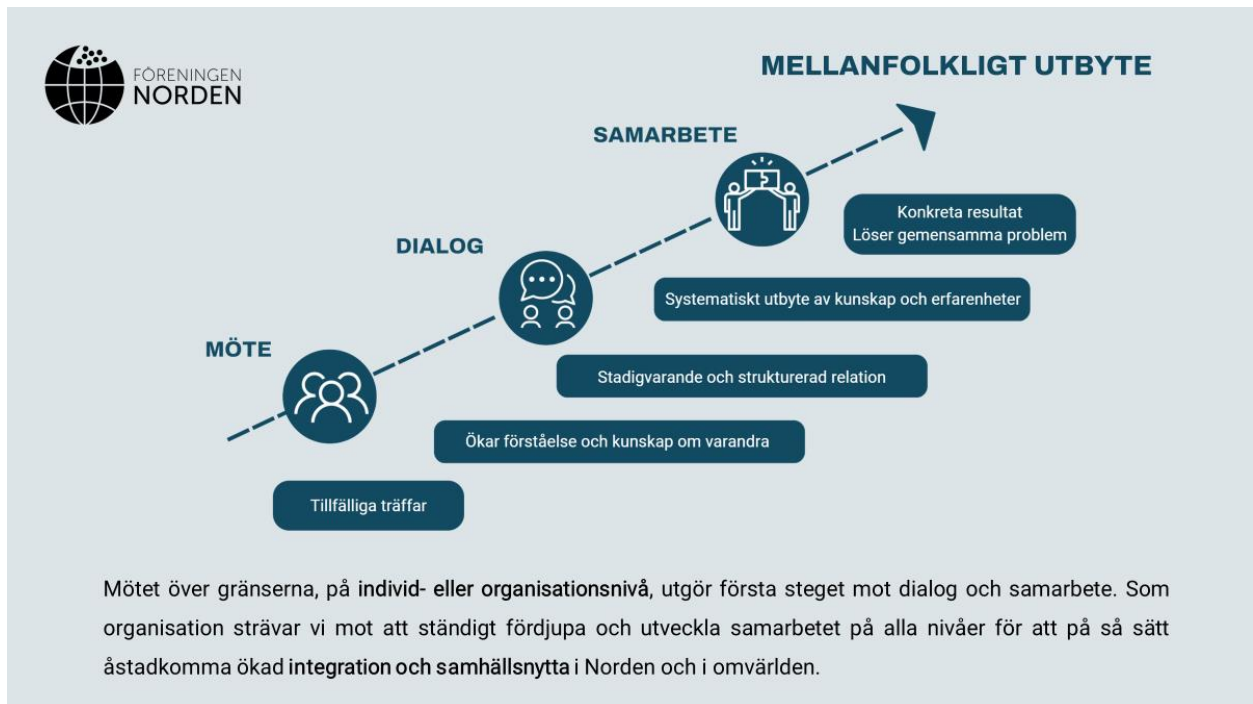 FÖRENINGEN
NORDEN
MELLANFOLKLIGT UTBYTE
SAMARBETE
Konkreta resultat
Löser gemensamma problem
DIALOG
Systematiskt utbyte av kunskap och erfarenheter
MÖTE
Stadigvarande och strukturerad relation
Ökar förståelse och kunskap om varandra
Tillfälliga träffar
Mötet över gränserna, på individ- eller organisationsnivå, utgör första steget mot dialog och samarbete. Som
organisation strävar vi mot att ständigt fördjupa och utveckla samarbetet på alla nivåer för att på så sätt
åstadkomma ökad integration och samhällsnytta i Norden och i omvärlden.